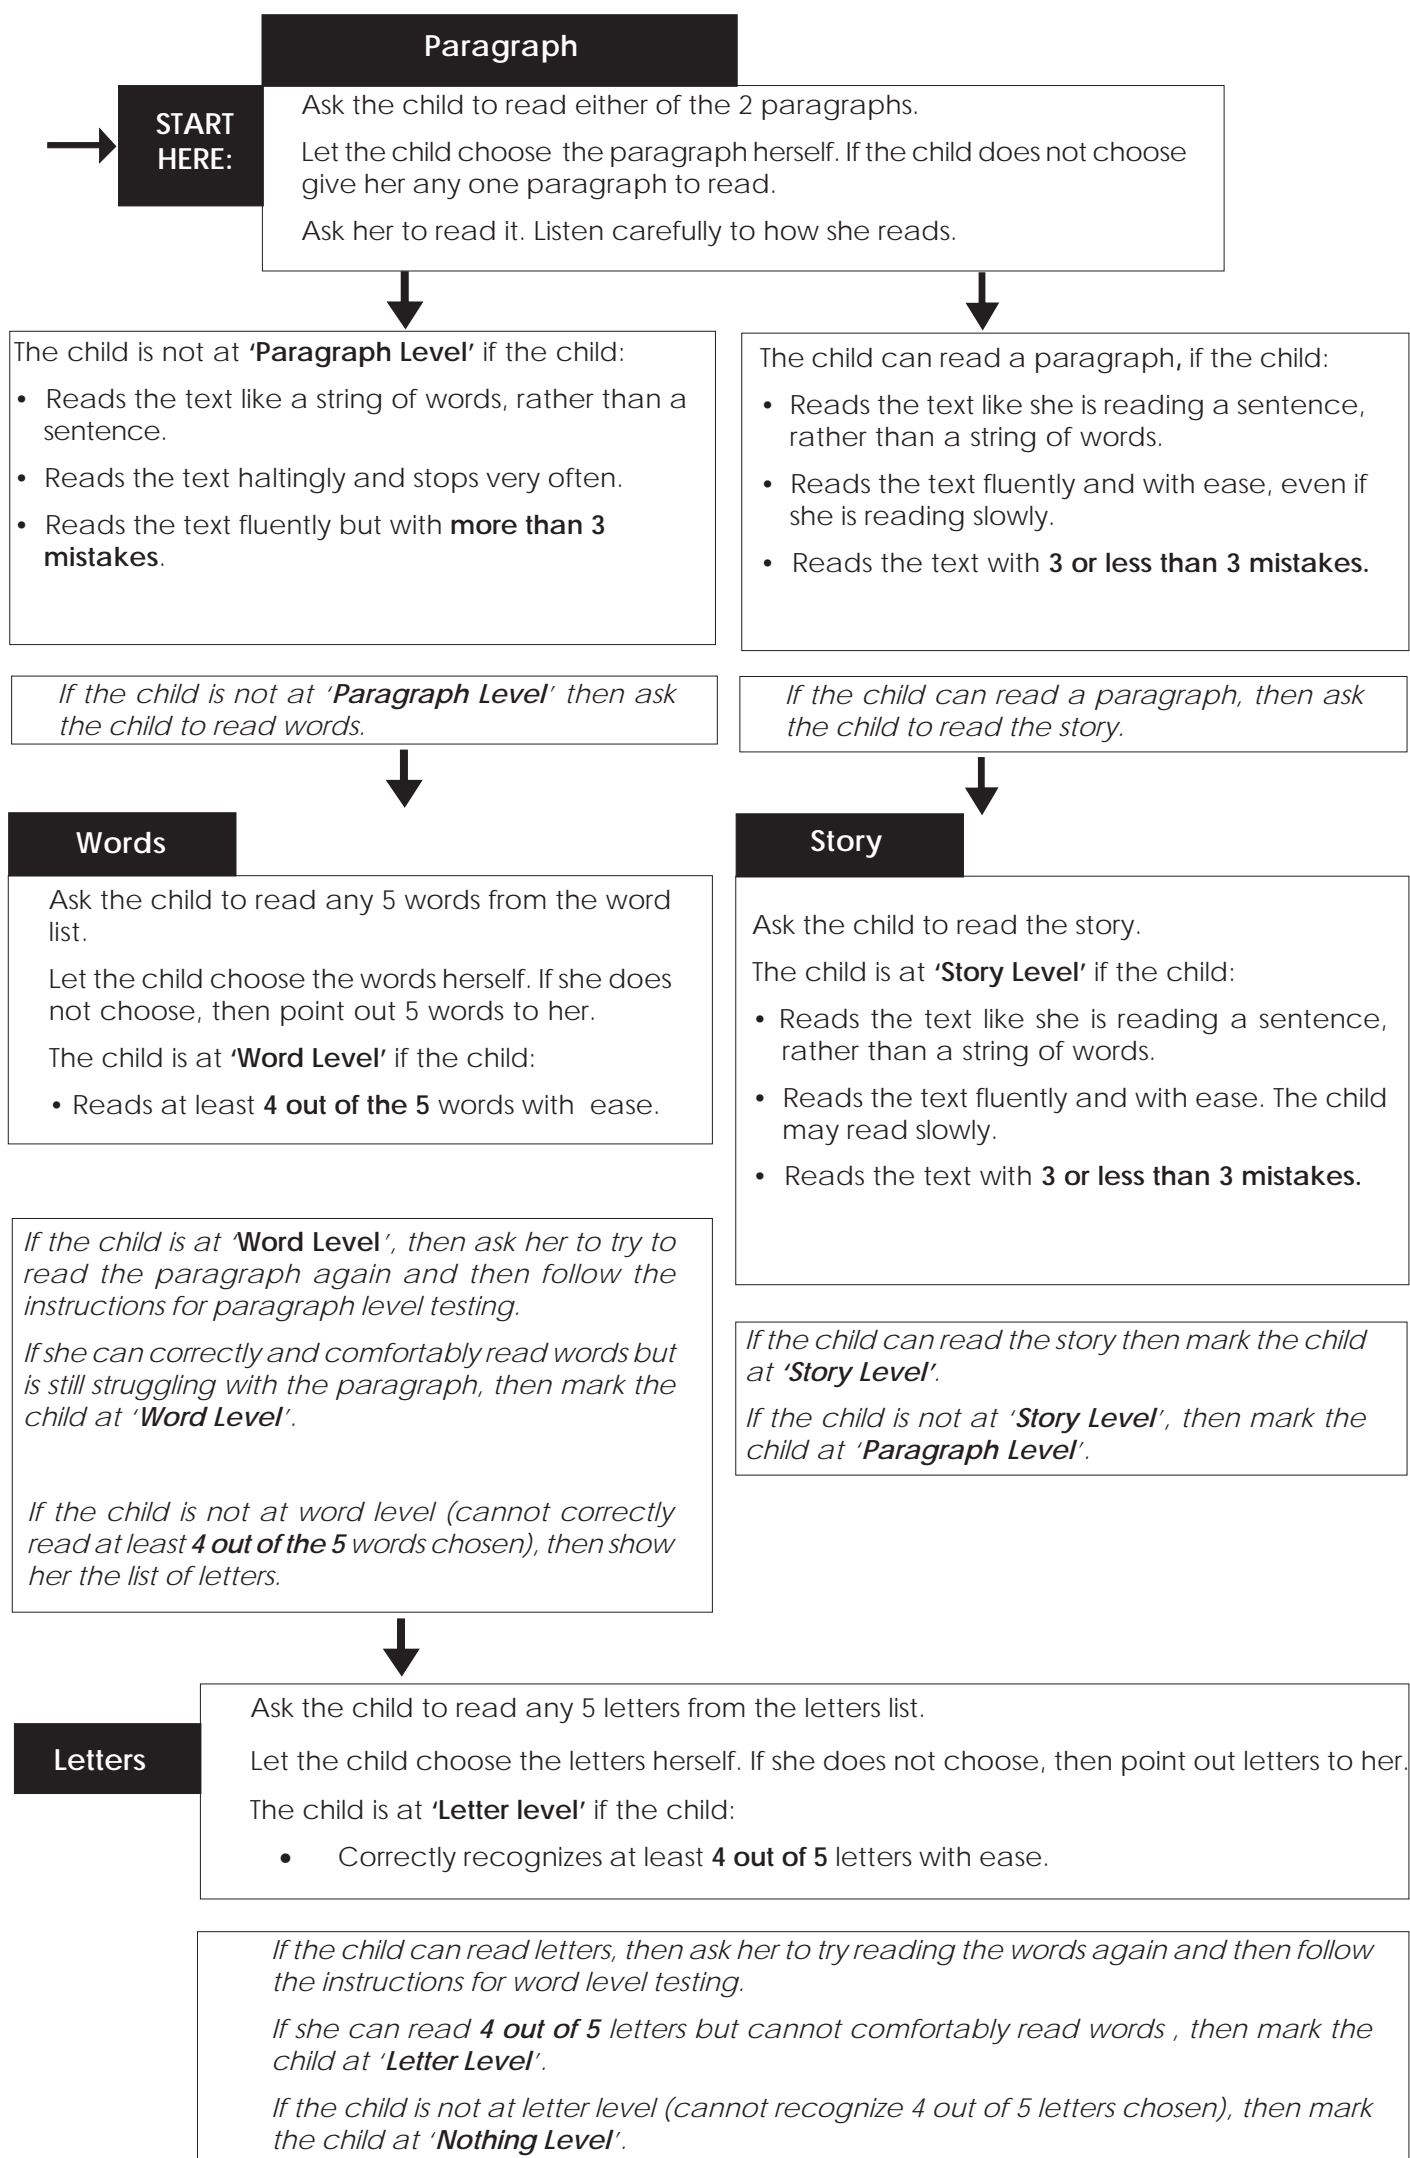 Paragraph
START
HERE:
Ask the child to read either of the 2 paragraphs.
Let the child choose the paragraph herself. If the child does not choose
give her any one paragraph to read.
Ask her to read it. Listen carefully to how she reads.
The child is not at ‘Paragraph Level’ if the child:
• Reads the text like a string of words, rather than a
sentence.
• Reads the text haltingly and stops very often.
• Reads the text fluently but with more than 3
mistakes.
If the child is not at ‘Paragraph Level’ then ask
the child to read words.
The child can read a paragraph, if the child:
• Reads the text like she is reading a sentence,
rather than a string of words.
• Reads the text fluently and with ease, even if
she is reading slowly.
• Reads the text with 3 or less than 3 mistakes.
If the child can read a paragraph, then ask
the child to read the story.
Words
Ask the child to read any 5 words from the word
list.
Let the child choose the words herself. If she does
not choose, then point out 5 words to her.
The child is at ‘Word Level’ if the child:
• Reads at least 4 out of the 5 words with ease.
If the child is at ‘Word Level’, then ask her to try to
read the paragraph again and then follow the
instructions for paragraph level testing.
If she can correctly and comfortably read words but
is still struggling with the paragraph, then mark the
child at ‘Word Level’.
If the child is not at word level (cannot correctly
read at least 4 out of the 5 words chosen), then show
her the list of letters.
Story
Ask the child to read the story.
The child is at ‘Story Level’ if the child:
• Reads the text like she is reading a sentence,
rather than a string of words.
• Reads the text fluently and with ease. The child
may read slowly.
• Reads the text with 3 or less than 3 mistakes.
If the child can read the story then mark the child
at ‘Story Level’.
If the child is not at ‘Story Level’, then mark the
child at ‘Paragraph Level’.
Letters
Ask the child to read any 5 letters from the letters list.
Let the child choose the letters herself. If she does not choose, then point out letters to her.
The child is at ‘Letter level’ if the child:
• Correctly recognizes at least 4 out of 5 letters with ease.
If the child can read letters, then ask her to try reading the words again and then follow
the instructions for word level testing.
If she can read 4 out of 5 letters but cannot comfortably read words , then mark the
child at ‘Letter Level’.
If the child is not at letter level (cannot recognize 4 out of 5 letters chosen), then mark
the child at ‘Nothing Level’.